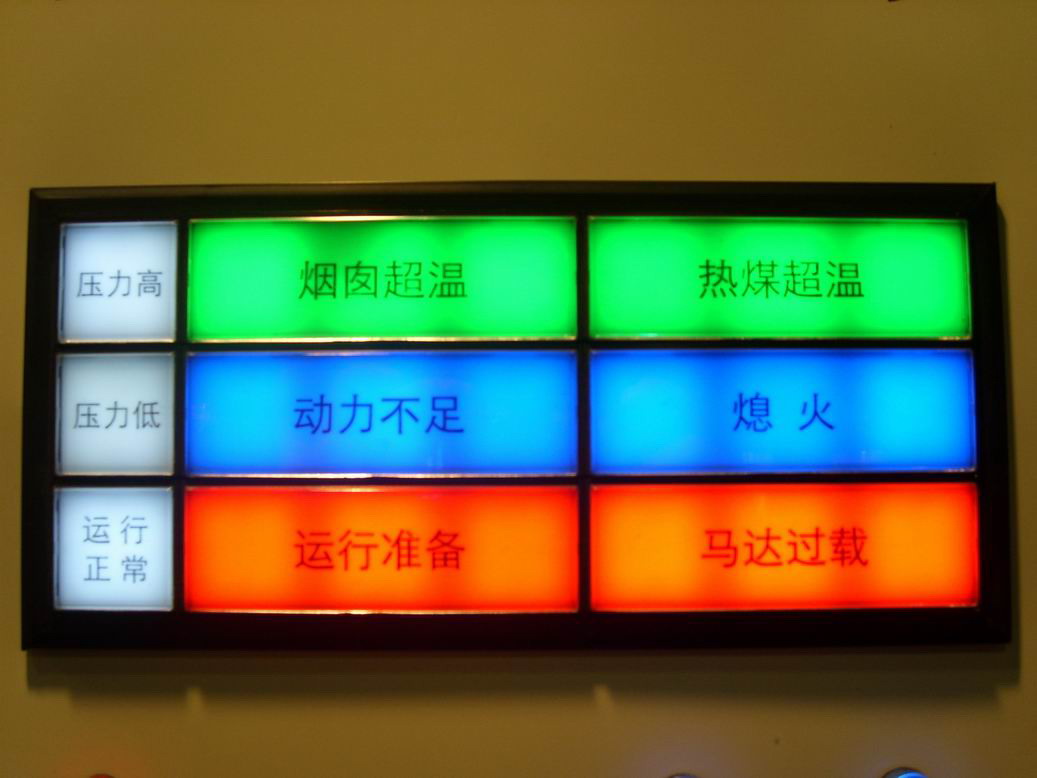 压力高
烟囱超温
热煤超温
压力低
动力不足
熄 火
运 行
正 常
运行准备
马达过载